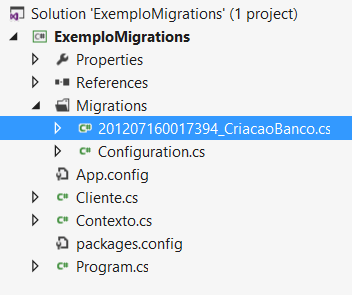 Solution 'ExemploMigrations' (1 project)
ExemploMigrations
Properties
References
Migrations
201207160017394_CriacaoBanco.cs
Configuration.cs
App.config
Cliente.cs
Contexto.cs
packages.config
Program.cs